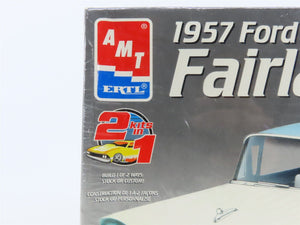 1957 Ford
AMT
Fairla
ERTL
2
kits
in
1
BUILD 1 OF 2 WAYS:
STOCK OR CUSTOM!
CONSTRUCTION DE 1 À 2 FAÇONS
STOCK OU PERSONNALISÉ